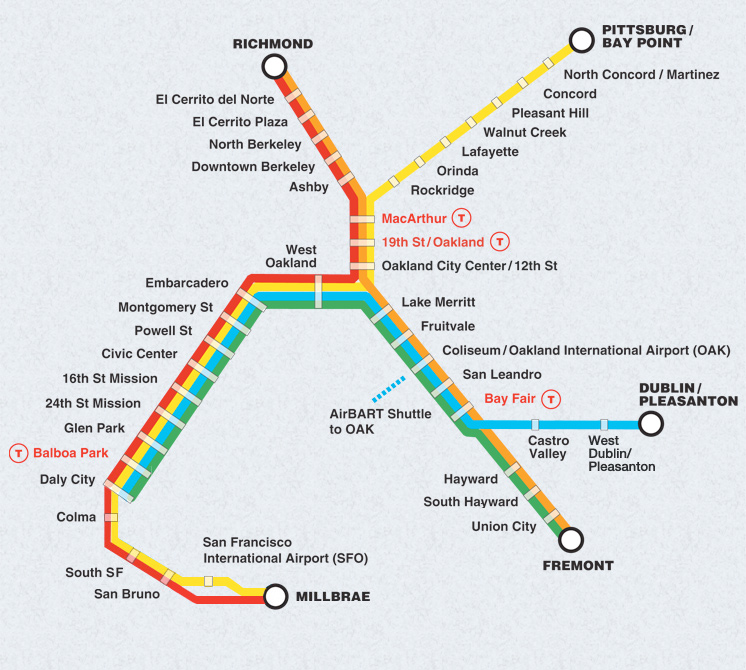 RICHMOND
PITTSBURG /
BAY POINT
North Concord / Martinez
Concord
Pleasant Hill
Walnut Creek
Lafayette
Orinda
Rockridge
El Cerrito del Norte
El Cerrito Plaza
North Berkeley
Downtown Berkeley
Ashby
MacArthur T
19th St / Oakland T
Oakland City Center / 12th St
West
Oakland
Embarcadero
Montgomery St
Powell St
Civic Center
16th St Mission
24th St Mission
Glen Park
T Balboa Park
Daly City
Colma
South SF
San Bruno
San Francisco
International Airport (SFO)
MILLBRAE
Lake Merritt
Fruitvale
Coliseum / Oakland International Airport (OAK)
San Leandro
Bay Fair T
AirBART Shuttle
to OAK
DUBLIN /
PLEASANTON
Castro
Valley
West
Dublin/
Pleasanton
Hayward
South Hayward
Union City
FREMONT